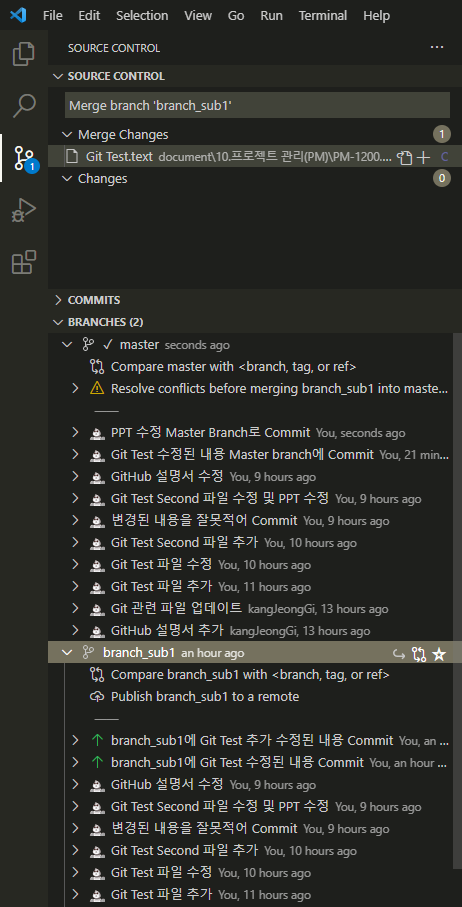 File Edit Selection View Go Run Terminal Help
SOURCE CONTROL ...
SOURCE CONTROL
Merge branch 'branch_sub1'
Merge Changes 1
Git Test.text document\10.프로젝트 관리(PM)\PM-1200.... C
1
Changes 0
COMMITS
BRANCHES (2)
master seconds ago
Compare master with <branch, tag, or ref>
Resolve conflicts before merging branch_sub1 into maste...
PPT 수정 Master Branch로 Commit You, seconds ago
Git Test 수정된 내용 Master branch에 Commit You, 21 min...
GitHub 설명서 수정 You, 9 hours ago
Git Test Second 파일 수정 및 PPT 수정 You, 9 hours ago
변경된 내용을 잘못적어 Commit You, 9 hours ago
Git Test Second 파일 추가 You, 10 hours ago
Git Test 파일 수정 You, 10 hours ago
Git Test 파일 추가 You, 11 hours ago
Git 관련 파일 업데이트 kangJeongGi, 13 hours ago
GitHub 설명서 추가 kangJeongGi, 13 hours ago
branch_sub1 an hour ago
Compare branch_sub1 with <branch, tag, or ref>
Publish branch_sub1 to a remote
branch_sub1에 Git Test 추가 수정된 내용 Commit You, an ...
branch_sub1에 Git Test 수정된 내용 Commit You, an hour ...
GitHub 설명서 수정 You, 9 hours ago
Git Test Second 파일 수정 및 PPT 수정 You, 9 hours ago
변경된 내용을 잘못적어 Commit You, 9 hours ago
Git Test Second 파일 추가 You, 10 hours ago
Git Test 파일 수정 You, 10 hours ago
Git Test 파일 추가 You, 11 hours ago